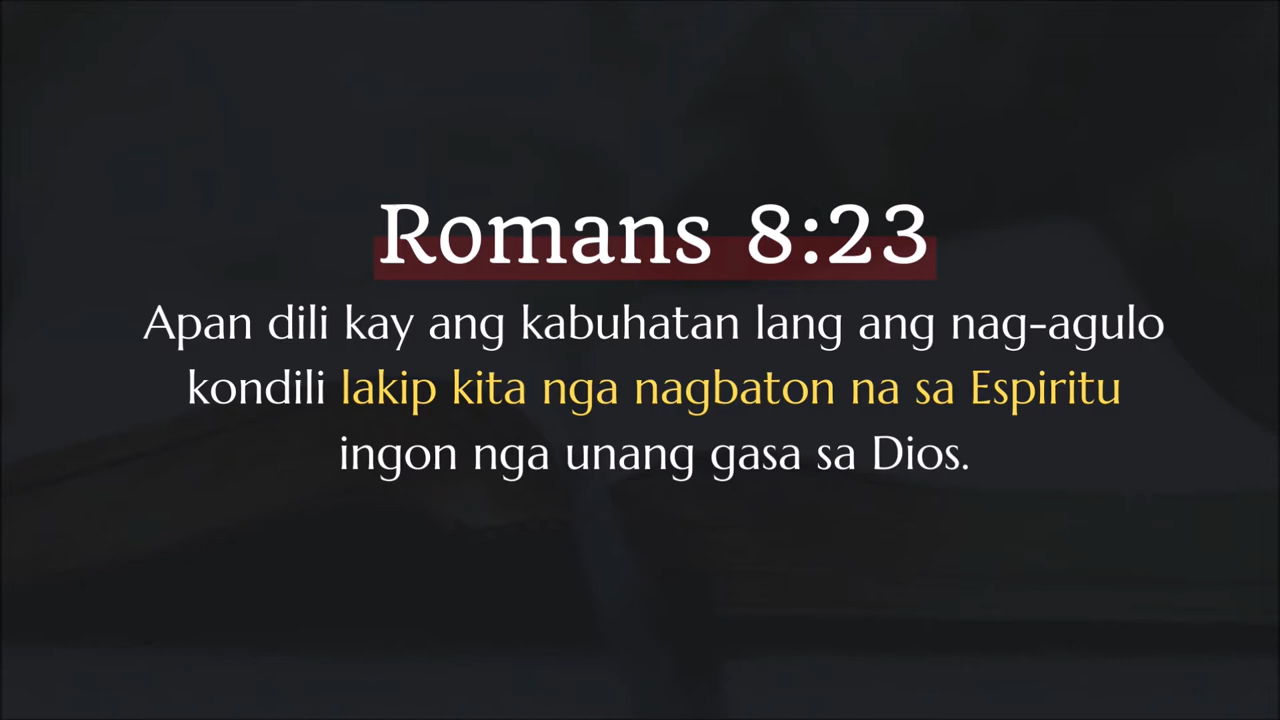 Romans 8:23
Apan dili kay ang kabuhatan lang ang nag-agulo
kondili lakip kita nga nagbaton na sa Espiritu
ingon nga unang gasa sa Dios.